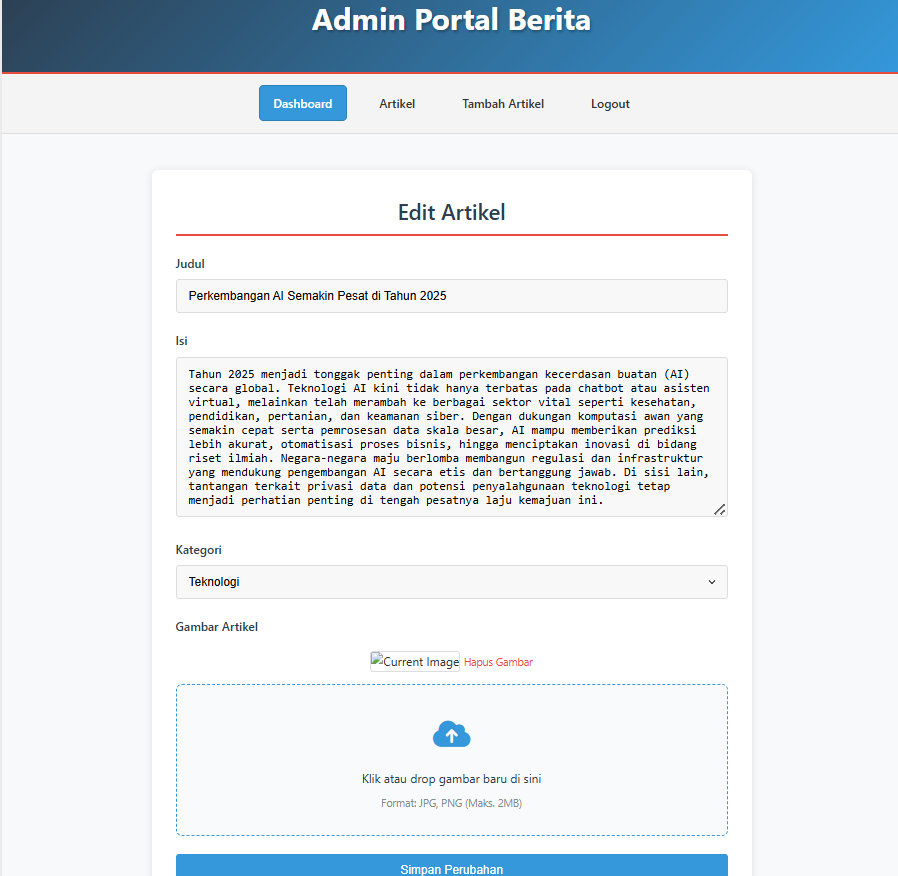 Admin Portal Berita
Dashboard Artikel Tambah Artikel Logout
Edit Artikel
Judul
Perkembangan AI Semakin Pesat di Tahun 2025
Isi
Tahun 2025 menjadi tonggak penting dalam perkembangan kecerdasan buatan (AI)
secara global. Teknologi AI kini tidak hanya terbatas pada chatbot atau asisten
virtual, melainkan telah merambah ke berbagai sektor vital seperti kesehatan,
pendidikan, pertanian, dan keamanan siber. Dengan dukungan komputasi awan yang
semakin cepat serta pemrosesan data skala besar, AI mampu memberikan prediksi
lebih akurat, otomatisasi proses bisnis, hingga menciptakan inovasi di bidang
riset ilmiah. Negara-negara maju berlomba membangun regulasi dan infrastruktur
yang mendukung pengembangan AI secara etis dan bertanggung jawab. Di sisi lain,
tantangan terkait privasi data dan potensi penyalahgunaan teknologi tetap
menjadi perhatian penting di tengah pesatnya laju kemajuan ini.
Kategori
Teknologi
Gambar Artikel
Current Image Hapus Gambar
Klik atau drop gambar baru di sini
Format: JPG, PNG (Maks. 2MB)
Simpan Perubahan